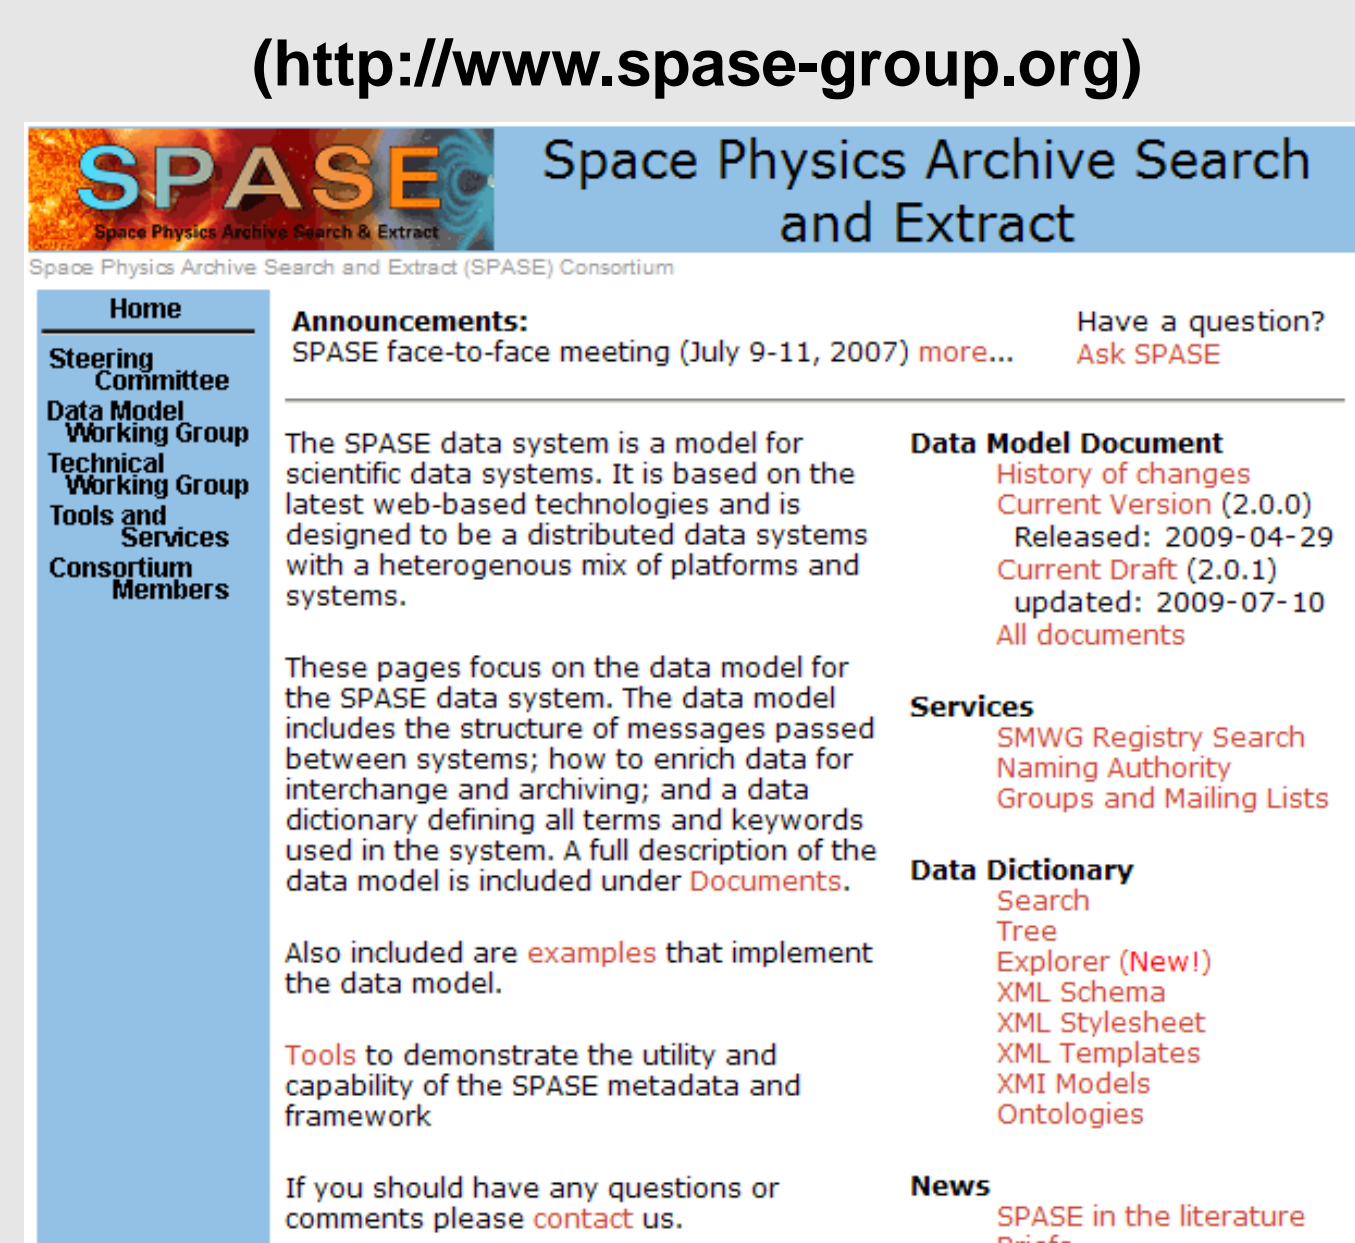 (http://www.spase-group.org)
SPASE
Space Physics Archive Search & Extract
Space Physics Archive Search
and Extract
Space Physics Archive Search and Extract (SPASE) Consortium
Home
Steering
Committee
Data Model
Working Group
Technical
Working Group
Tools and
Services
Consortium
Members
Announcements:
SPASE face-to-face meeting (July 9-11, 2007) more...
Have a question?
Ask SPASE
The SPASE data system is a model for
scientific data systems. It is based on the
latest web-based technologies and is
designed to be a distributed data systems
with a heterogenous mix of platforms and
systems.
These pages focus on the data model for
the SPASE data system. The data model
includes the structure of messages passed
between systems; how to enrich data for
interchange and archiving; and a data
dictionary defining all terms and keywords
used in the system. A full description of the
data model is included under Documents.
Also included are examples that implement
the data model.
Tools to demonstrate the utility and
capability of the SPASE metadata and
framework
If you should have any questions or
comments please contact us.
Data Model Document
History of changes
Current Version (2.0.0)
Released: 2009-04-29
Current Draft (2.0.1)
updated: 2009-07-10
All documents
Services
SMWG Registry Search
Naming Authority
Groups and Mailing Lists
Data Dictionary
Search
Tree
Explorer (New!)
XML Schema
XML Stylesheet
XML Templates
XMI Models
Ontologies
News
SPASE in the literature